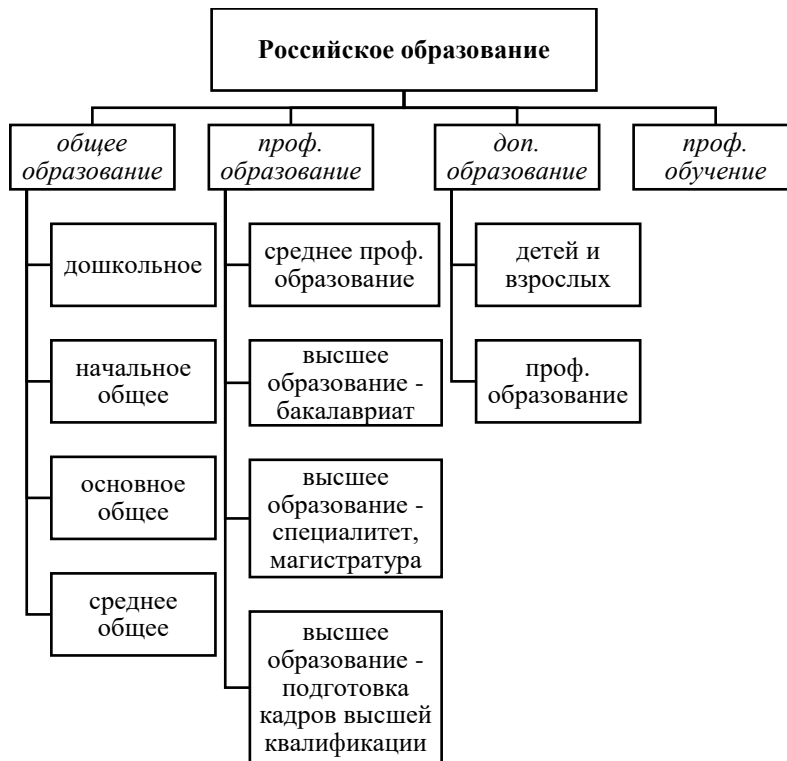 Российское образование
общее
образование
проф.
образование
доп.
образование
проф.
обучение
дошкольное
начальное
общее
основное
общее
среднее
общее
среднее проф.
образование
высшее
образование -
бакалавриат
высшее
образование -
специалитет,
магистратура
высшее
образование -
подготовка
кадров высшей
квалификации
детей и
взрослых
проф.
образование